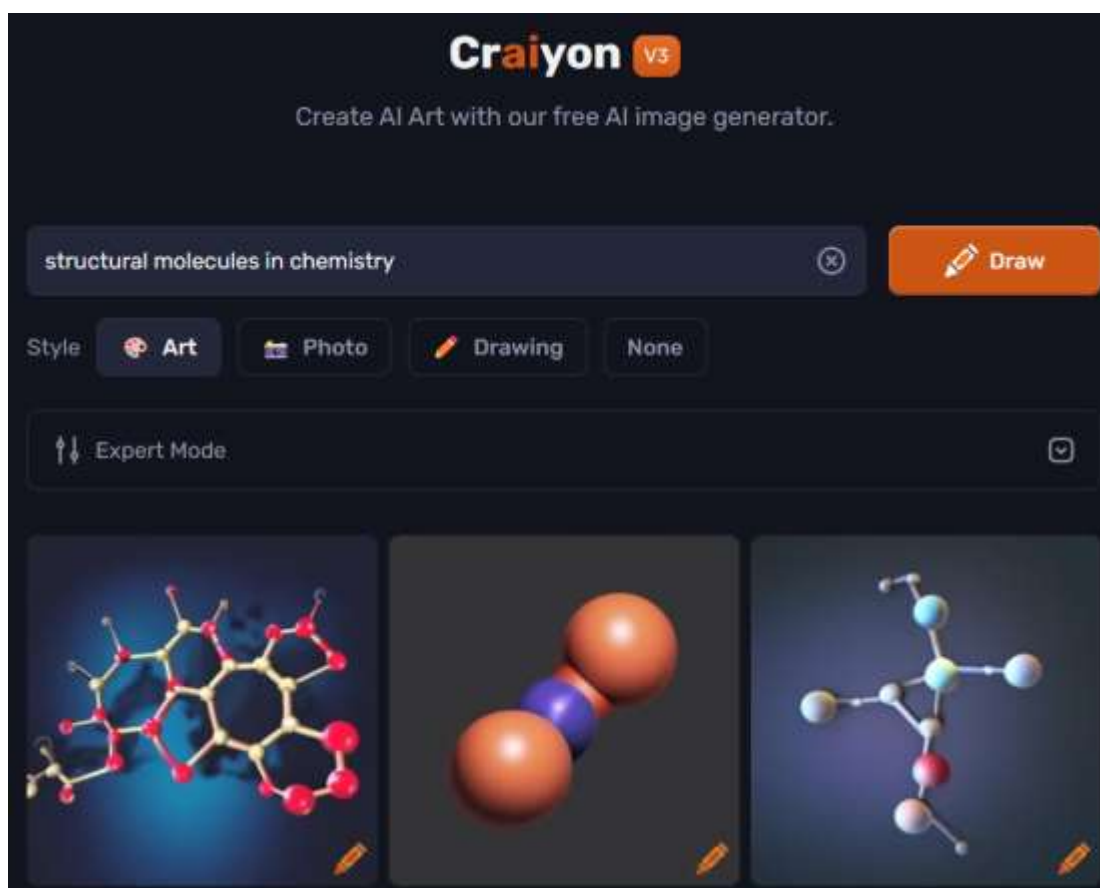 Craiyon V3
Create AI Art with our free AI image generator.
structural molecules in chemistry
Draw
Style Art Photo Drawing None
Expert Mode